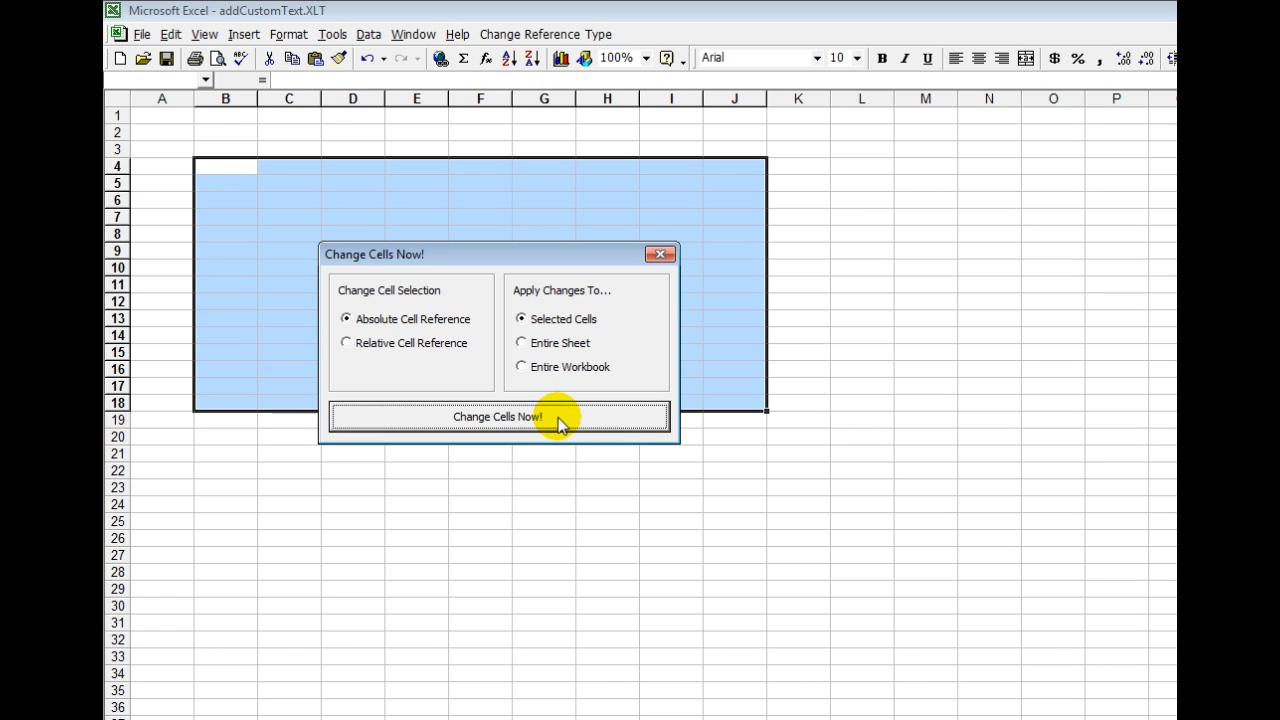 Microsoft Excel - addCustomText.XLT
File Edit View Insert Format Tools Data Window Help Change Reference Type
100% Arial 10 B I U $ % ,
=
A B C D E F G H I J K L M N O P
1
2
3
4
5
6
7
8
9
10
11
12
13
14
15
16
17
18
19
20
21
22
23
24
25
26
27
28
29
30
31
32
33
34
35
36
Change Cells Now!
Change Cell Selection
Absolute Cell Reference
Relative Cell Reference
Apply Changes To...
Selected Cells
Entire Sheet
Entire Workbook
Change Cells Now!